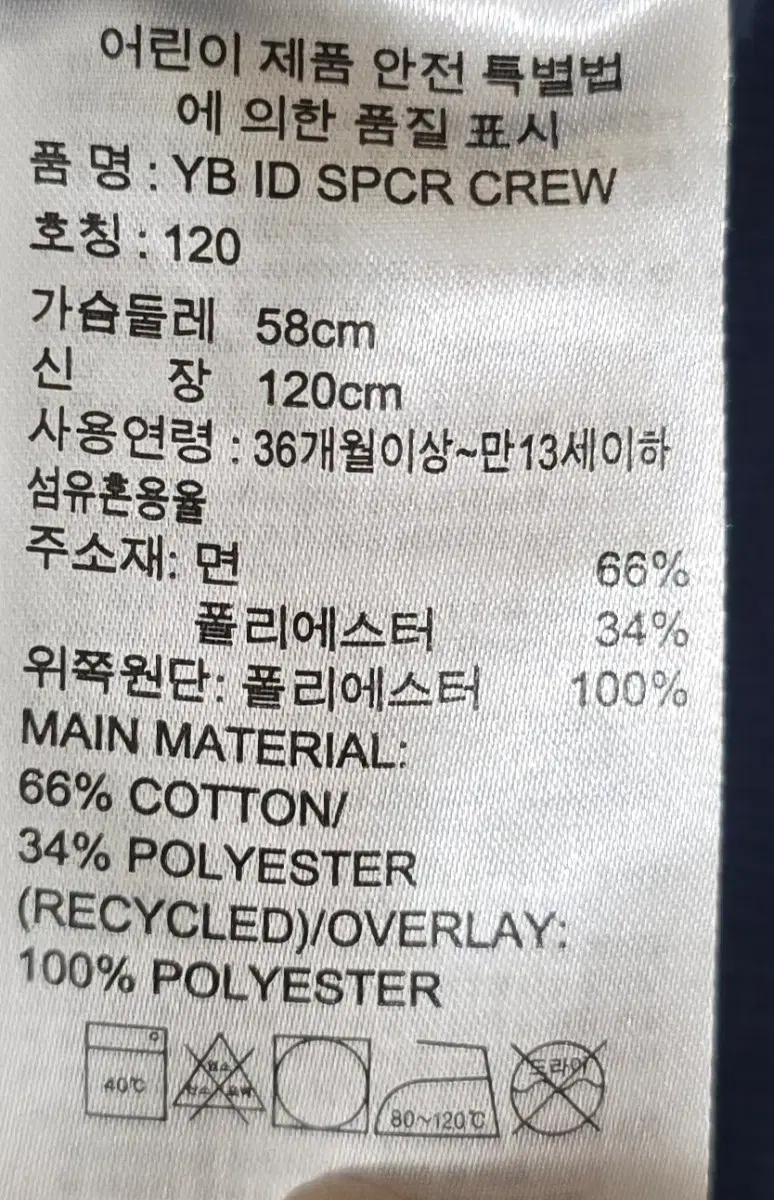 어린이 제품 안전 특별법
에 의한 품질 표시
품 명 : YB ID SPCR CREW
호칭 : 120
가슴둘레 58cm
신 장 120cm
사용연령 : 36개월이상~만13세이하
섬유혼용율
주소재: 면 66%
폴리에스터 34%
위쪽원단: 폴리에스터 100%
MAIN MATERIAL:
66% COTTON/
34% POLYESTER
(RECYCLED)/OVERLAY:
100% POLYESTER
40℃ 80~120℃ 드라이